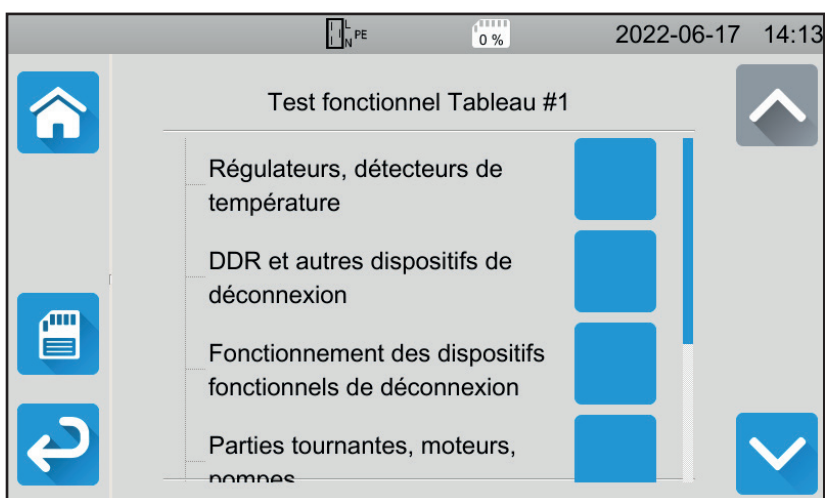 L
N PE
0 %
2022-06-17 14:13
Test fonctionnel Tableau #1
Régulateurs, détecteurs de
température
DDR et autres dispositifs de
déconnexion
Fonctionnement des dispositifs
fonctionnels de déconnexion
Parties tournantes, moteurs,
pompes